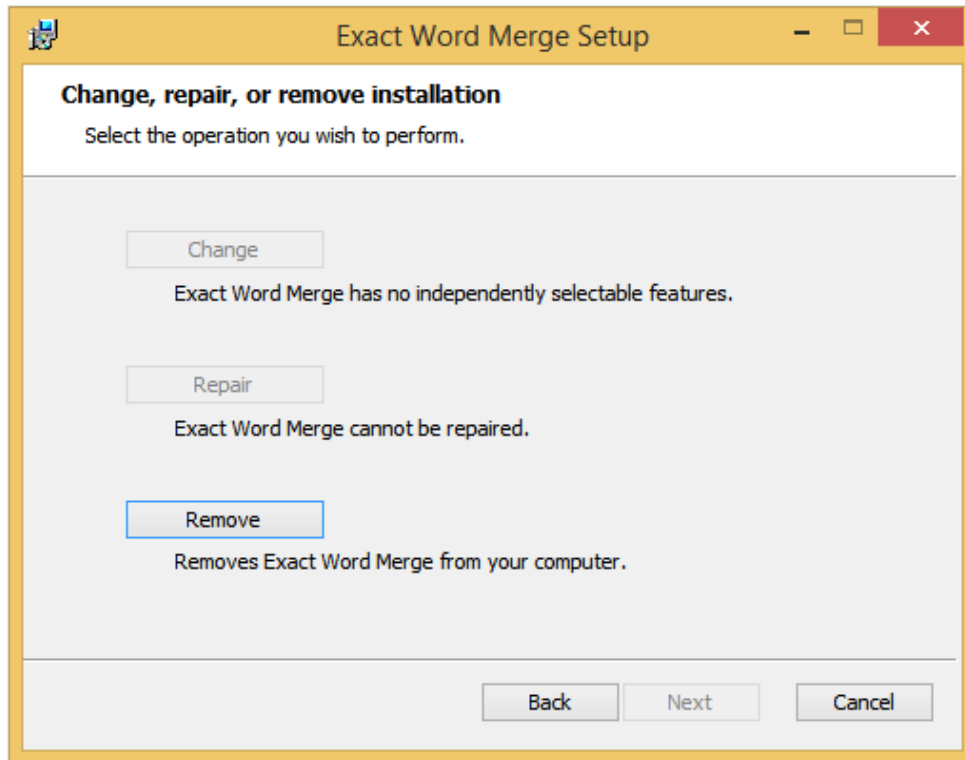 Exact Word Merge Setup
Change, repair, or remove installation
Select the operation you wish to perform.
Change
Exact Word Merge has no independently selectable features.
Repair
Exact Word Merge cannot be repaired.
Remove
Removes Exact Word Merge from your computer.
Back Next Cancel